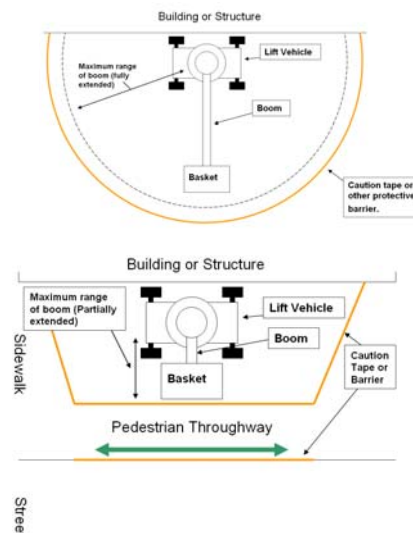 Building or Structure
Maximum range
of boom (fully
extended)
Lift Vehicle
Boom
Basket
Caution tape or
other protective
barrier.
Building or Structure
Maximum range
of boom (Partially
extended)
Lift Vehicle
Boom
Basket
Sidewalk
Caution
Tape or
Barrier
Pedestrian Throughway
Stree